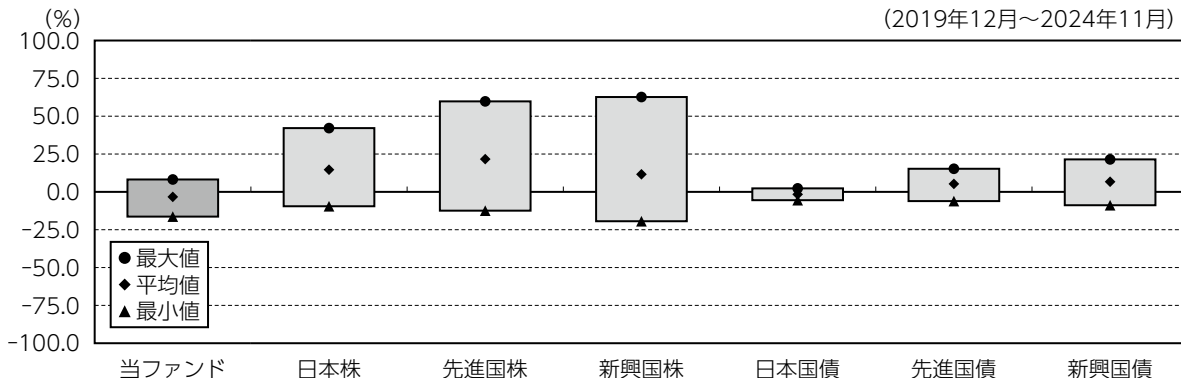 (%)
(2019年12月～2024年11月)
100.0
75.0
50.0
25.0
0.0
-25.0
-50.0
-75.0
-100.0
●最大値
◆平均値
▲最小値
当ファンド 日本株 先進国株 新興国株 日本国債 先進国債 新興国債